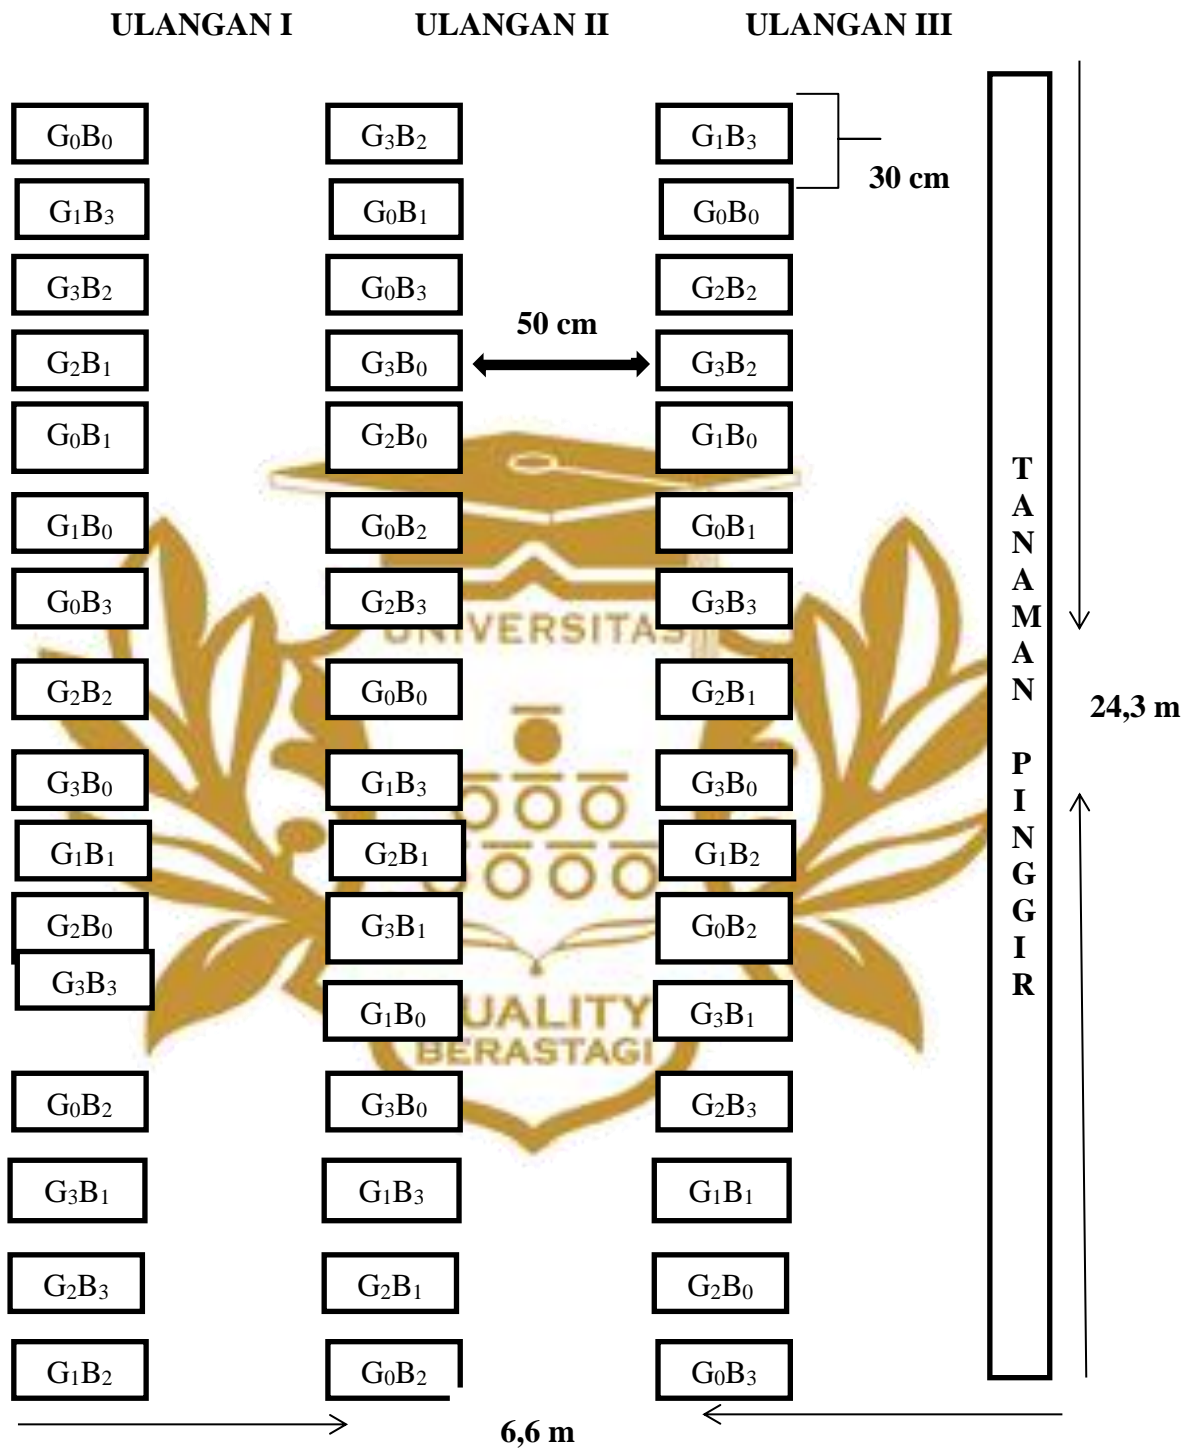 ULANGAN I ULANGAN II ULANGAN III
G₀B₀ G₃B₂ G₁B₃
30 cm
G₁B₃ G₀B₁ G₀B₀
G₃B₂ G₀B₃ G₂B₂
50 cm
G₂B₁ G₃B₀ G₃B₂
G₀B₁ G₂B₀ G₁B₀
G₁B₀ G₀B₂ G₀B₁
G₀B₃ G₂B₃ G₃B₃
UNIVERSITAS
G₂B₂ G₀B₀ G₂B₁
G₃B₀ G₁B₃ G₃B₀
G₁B₁ G₂B₁ G₁B₂
G₂B₀ G₃B₁ G₀B₂
G₃B₃
G₁B₀ G₃B₁
UALITY
BERASTAGI
G₀B₂ G₃B₀ G₂B₃
G₃B₁ G₁B₃ G₁B₁
G₂B₃ G₂B₁ G₂B₀
G₁B₂ G₀B₂ G₀B₃
TANAMAN PINGGIR
24,3 m
6,6 m